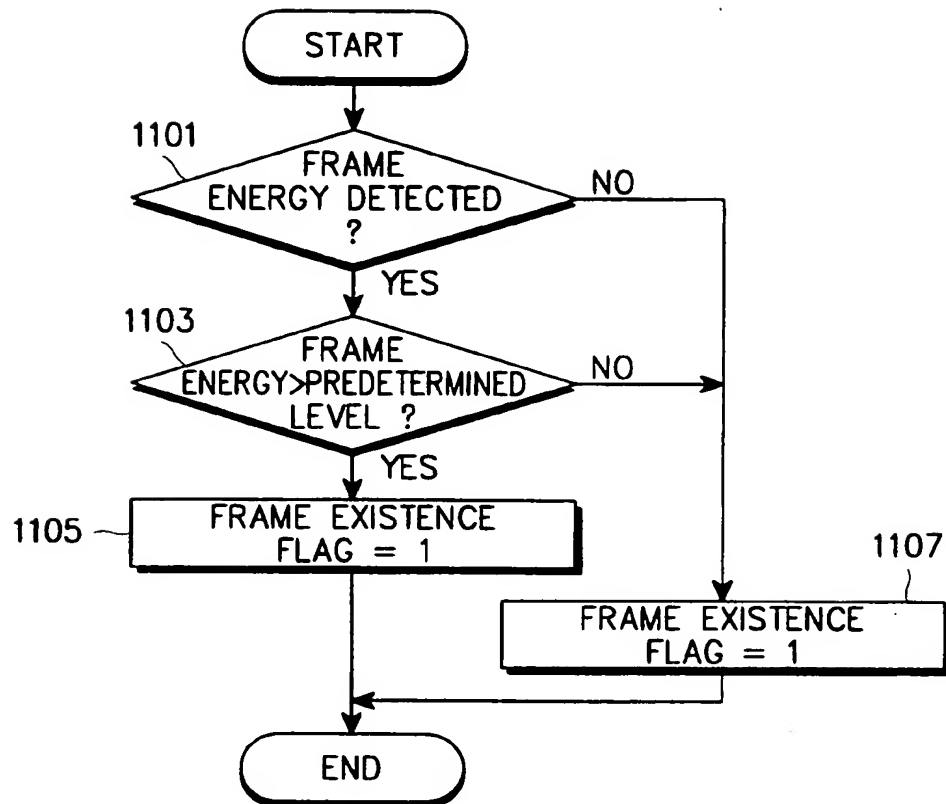 START
1101
FRAME
ENERGY DETECTED
?
NO
YES
1103
FRAME
ENERGY>PREDETERMINED
LEVEL ?
NO
YES
1105
FRAME EXISTENCE
FLAG = 1
1107
FRAME EXISTENCE
FLAG = 1
END